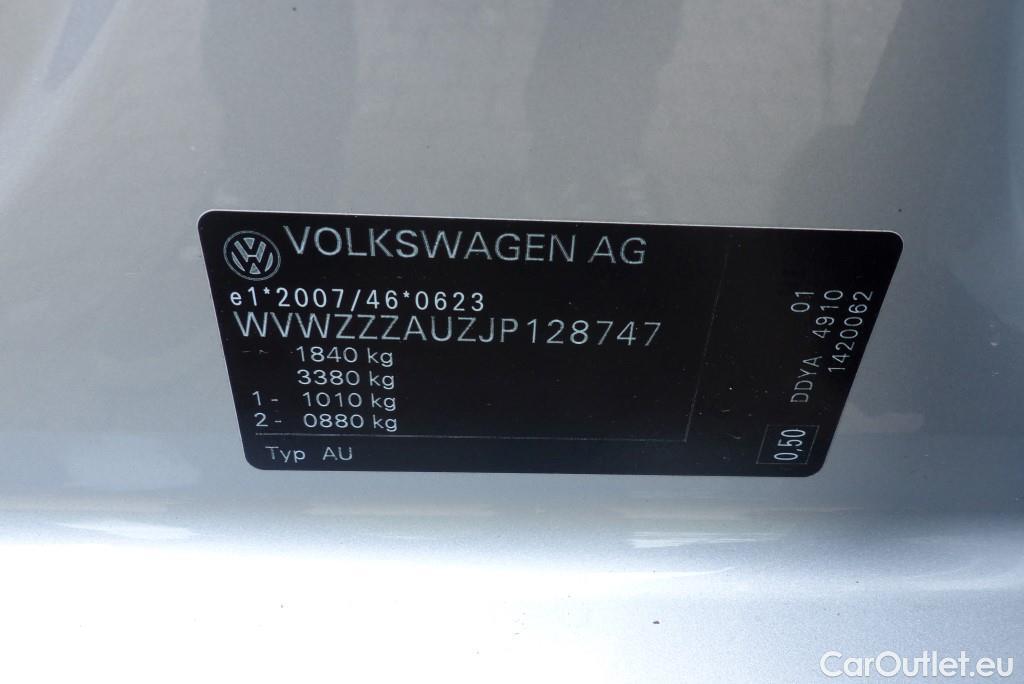 VOLKSWAGEN AG
e1*2007/46*0623
WVWZZZAUZJP128747
1840 kg
3380 kg
1- 1010 kg
2- 0880 kg
Typ AU
01
DDYA 4910
1420062
0,50
CarOutlet.eu